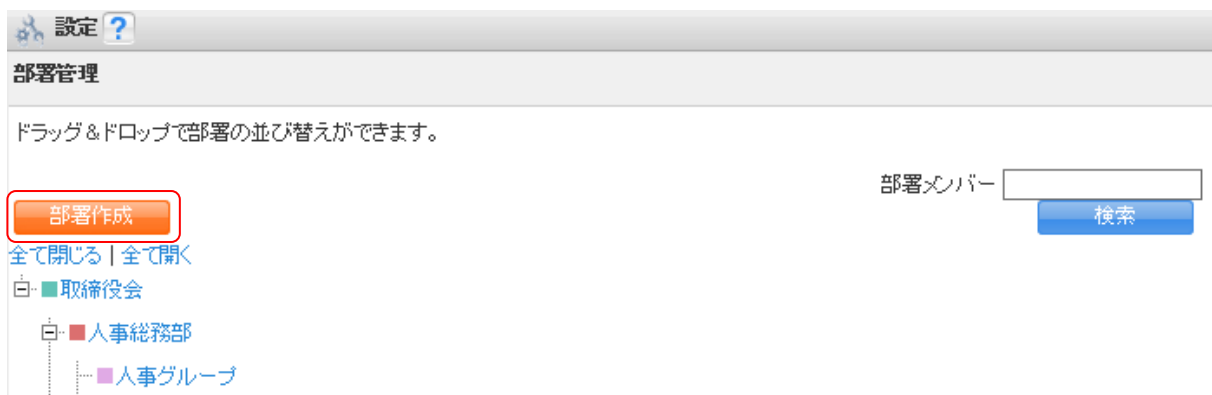 設定 ?
部署管理
ドラッグ&ドロップで部署の並び替えができます。
部署メンバー
部署作成
検索
全て閉じる | 全て開く
取締役会
人事総務部
人事グループ